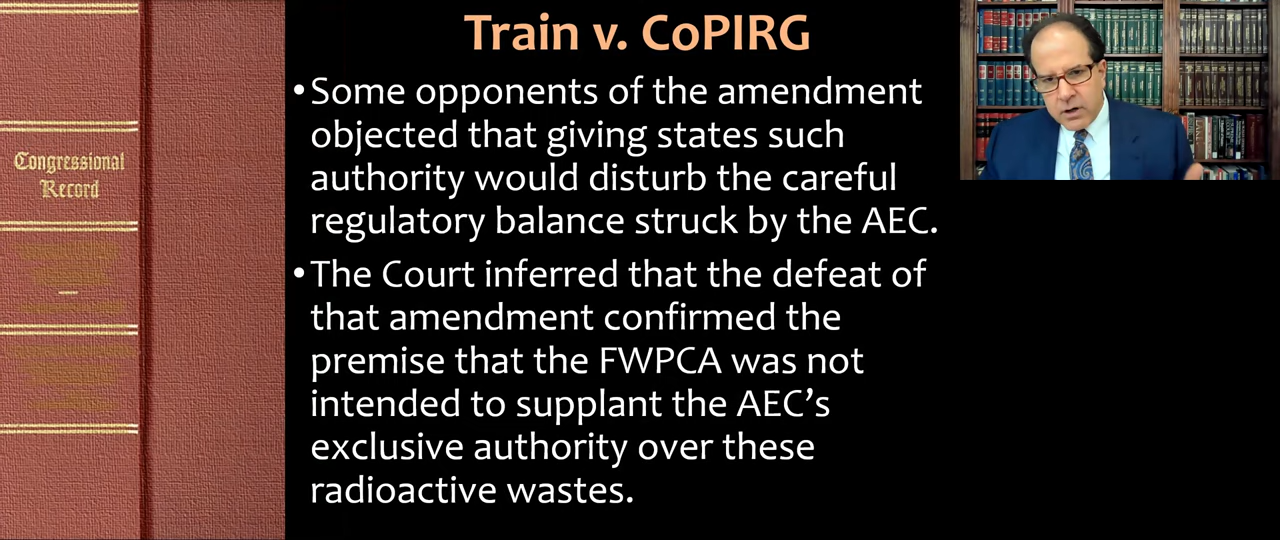 Train v. CoPIRG
•Some opponents of the amendment
objected that giving states such
authority would disturb the careful
regulatory balance struck by the AEC.
•The Court inferred that the defeat of
that amendment confirmed the
premise that the FWPCA was not
intended to supplant the AEC’s
exclusive authority over these
radioactive wastes.
Congressional
Record